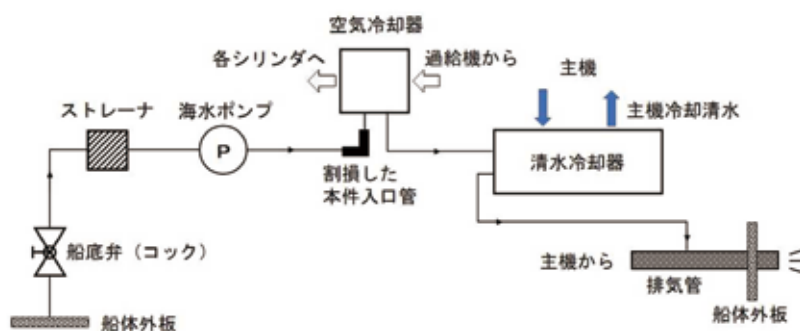 空気冷却器
各シリンダへ
過給機から
主機
ストレーナ
海水ポンプ
主機冷却清水
P
清水冷却器
割損した
本件入口管
船底弁（コック）
主機から
排気管
船体外板
船体外板